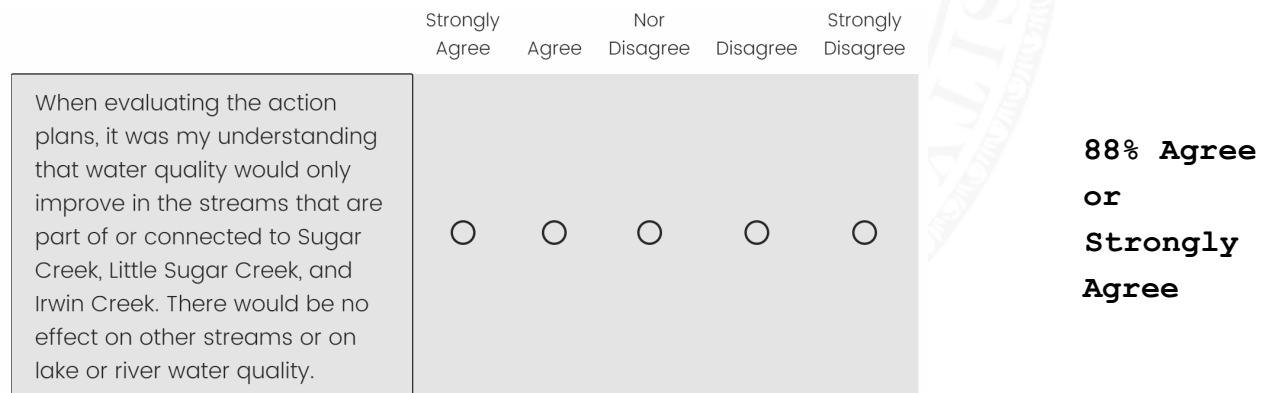 Strongly Nor Strongly
Agree Agree Disagree Disagree Disagree
When evaluating the action
plans, it was my understanding
that water quality would only
improve in the streams that are
part of or connected to Sugar
Creek, Little Sugar Creek, and
Irwin Creek. There would be no
effect on other streams or on
lake or river water quality.
88% Agree
or
Strongly
Agree